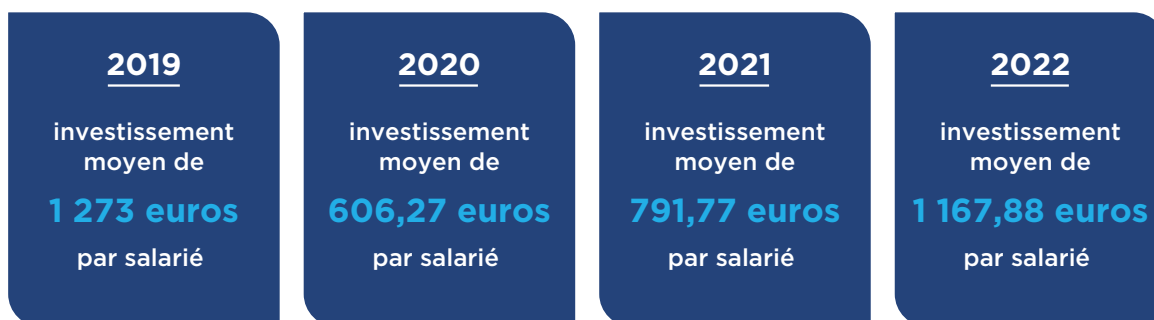 2019
investissement
moyen de
1 273 euros
par salarié
2020
investissement
moyen de
606,27 euros
par salarié
2021
investissement
moyen de
791,77 euros
par salarié
2022
investissement
moyen de
1 167,88 euros
par salarié